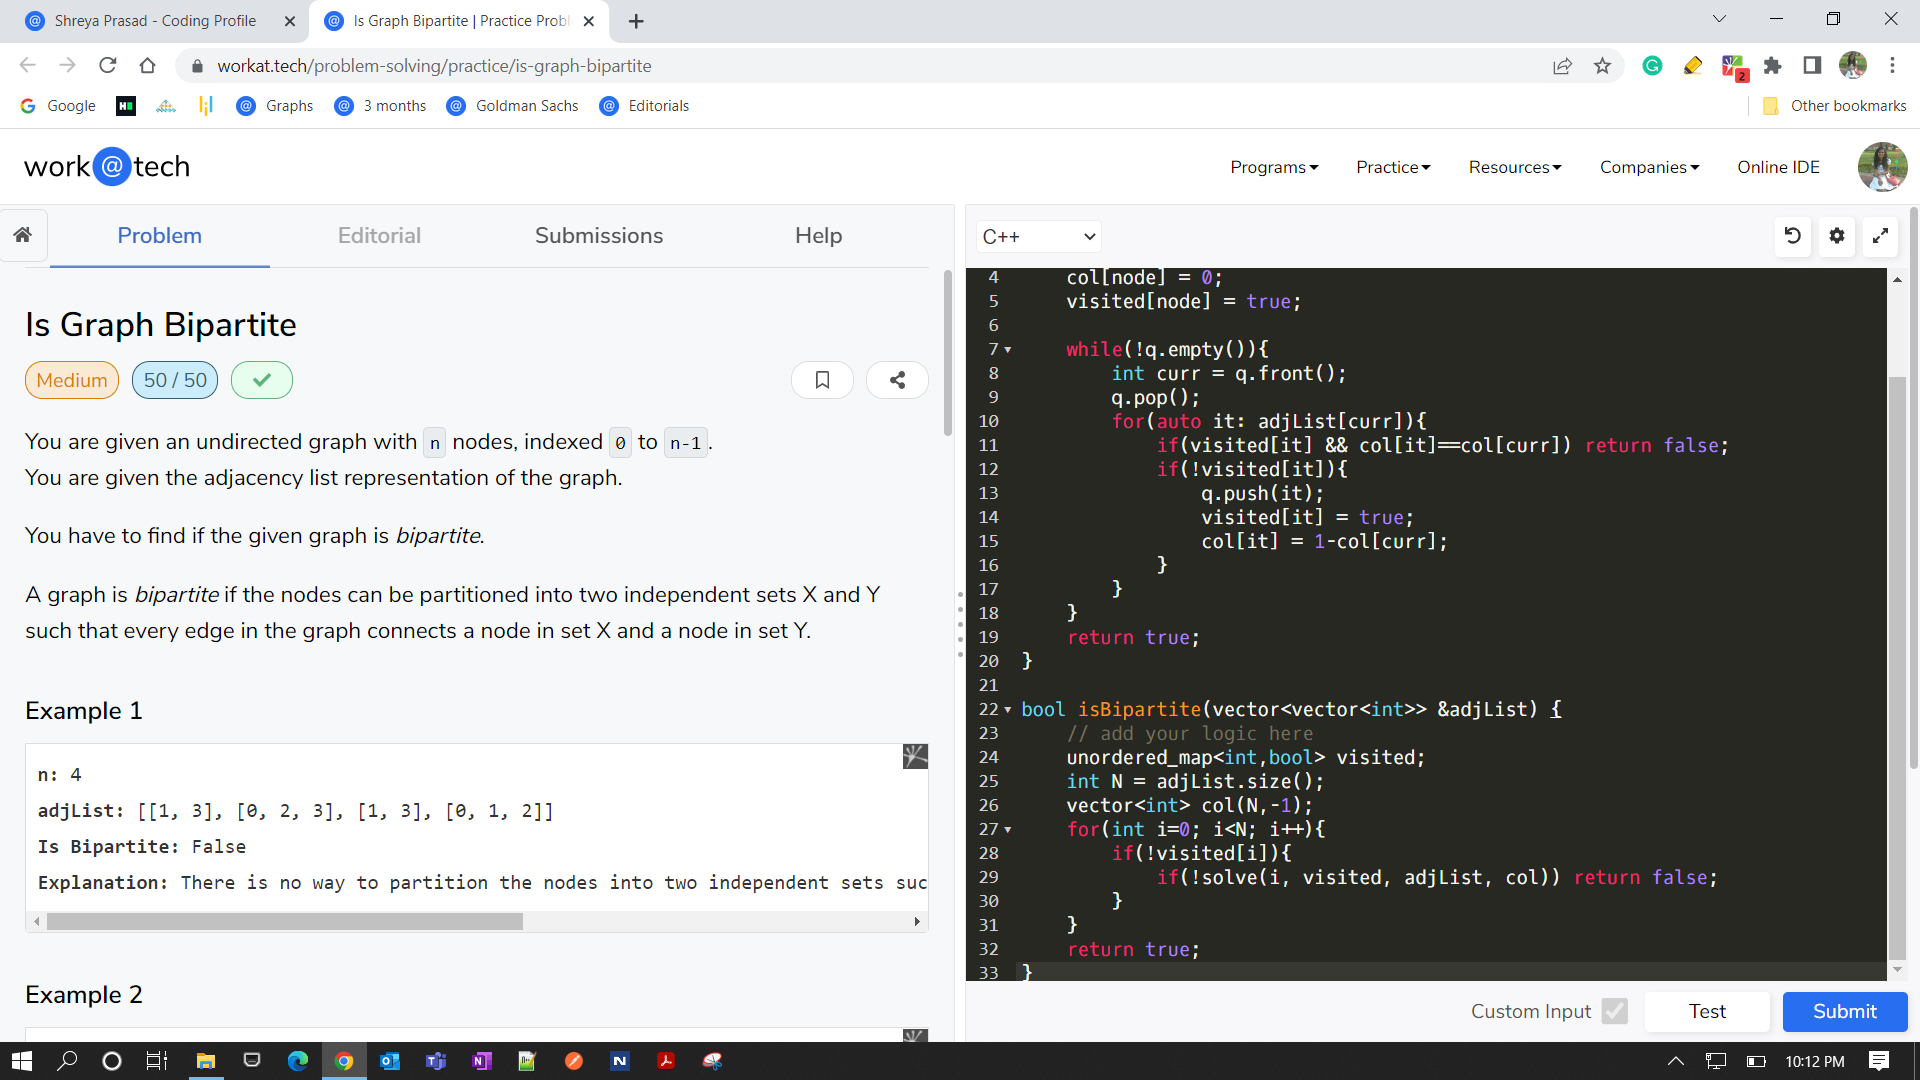 Shreya Prasad - Coding Profile
Is Graph Bipartite | Practice Probl
workat.tech/problem-solving/practice/is-graph-bipartite
2
Google
Graphs
3 months
Goldman Sachs
Editorials
Other bookmarks
work@tech
Programs
Practice
Resources
Companies
Online IDE
Problem
Editorial
Submissions
Help
Is Graph Bipartite
Medium
50 / 50
You are given an undirected graph with n nodes, indexed 0 to n-1.
You are given the adjacency list representation of the graph.
You have to find if the given graph is bipartite.
A graph is bipartite if the nodes can be partitioned into two independent sets X and Y
such that every edge in the graph connects a node in set X and a node in set Y.
Example 1
n: 4
adjList: [[1, 3], [0, 2, 3], [1, 3], [0, 1, 2]]
Is Bipartite: False
Explanation: There is no way to partition the nodes into two independent sets suc
Example 2
C++
4 col[node] = 0;
5 visited[node] = true;
6
7 while(!q.empty()){
8 int curr = q.front();
9 q.pop();
10 for(auto it: adjList[curr]){
11 if(visited[it] && col[it]==col[curr]) return false;
12 if(!visited[it]){
13 q.push(it);
14 visited[it] = true;
15 col[it] = 1-col[curr];
16 }
17 }
18 }
19 return true;
20 }
21
22 bool isBipartite(vector<vector<int>> &adjList) {
23 // add your logic here
24 unordered_map<int,bool> visited;
25 int N = adjList.size();
26 vector<int> col(N,-1);
27 for(int i=0; i<N; i++){
28 if(!visited[i]){
29 if(!solve(i, visited, adjList, col)) return false;
30 }
31 }
32 return true;
33 }
Custom Input
Test
Submit
10:12 PM